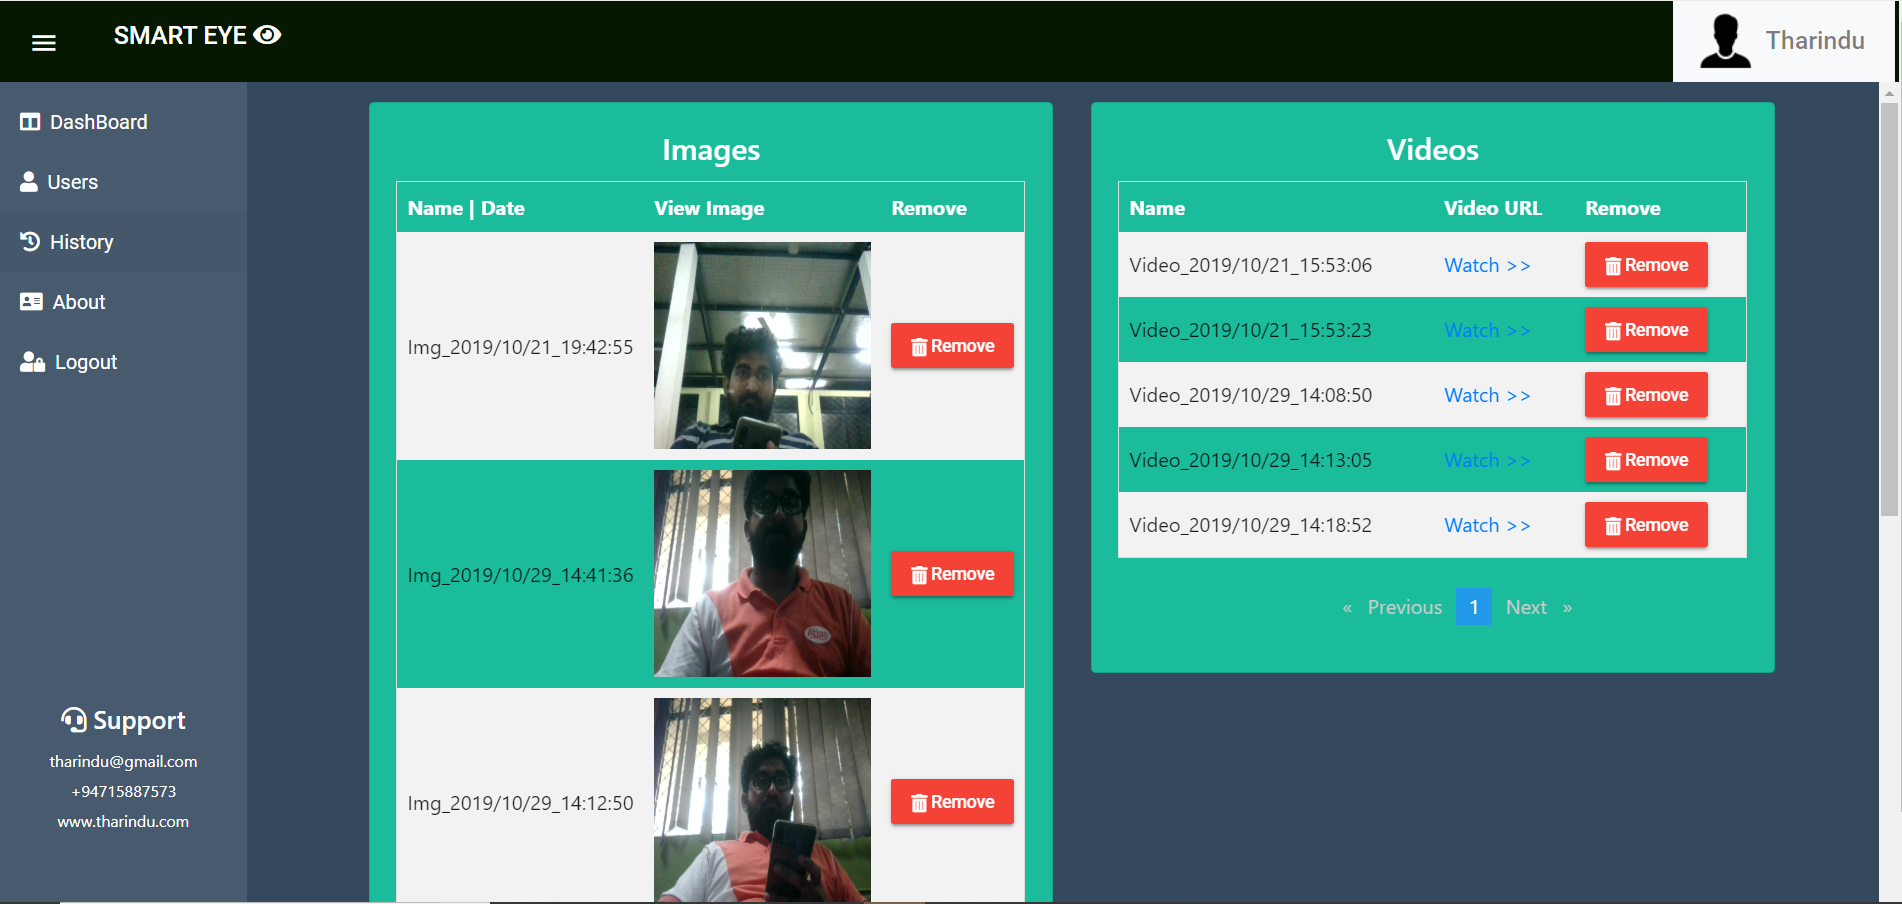 SMART EYE
Tharindu
DashBoard
Users
History
About
Logout
Support
tharindu@gmail.com
+94715887573
www.tharindu.com
Images
Name | Date View Image Remove
Img_2019/10/21_19:42:55 Remove
Img_2019/10/29_14:41:36 Remove
Img_2019/10/29_14:12:50 Remove
Videos
Name Video URL Remove
Video_2019/10/21_15:53:06 Watch >> Remove
Video_2019/10/21_15:53:23 Watch >> Remove
Video_2019/10/29_14:08:50 Watch >> Remove
Video_2019/10/29_14:13:05 Watch >> Remove
Video_2019/10/29_14:18:52 Watch >> Remove
« Previous 1 Next »